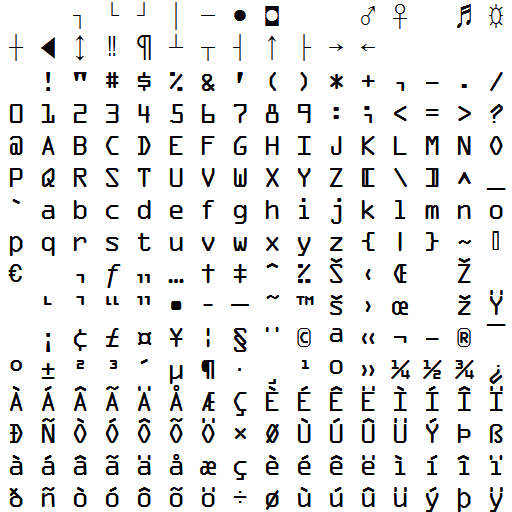 ┐ └ ┘ │ ─ ● ◘ ♂ ♀ ♬ ☼
┼ ◀ ↕ ‼ ¶ ┴ ┬ ┤ ↑ ├ → ←
! " # $ % & ' ( ) * + , - . /
0 1 2 3 4 5 6 7 8 9 : ; < = > ?
@ A B C D E F G H I J K L M N O
P Q R S T U V W X Y Z [ \ ] ^ _
` a b c d e f g h i j k l m n o
p q r s t u v w x y z { | } ~ ▯
€ ‚ ƒ „ … † ‡ ˆ ‰ Š ‹ Œ Ž
‘ ’ “ ” • – — ˜ ™ š › œ ž Ÿ
¡ ¢ £ ¤ ¥ ¦ § ¨ © ª « ¬ - ® ¯
° ± ² ³ ´ µ ¶ · ¸ ¹ º » ¼ ½ ¾ ¿
À Á Â Ã Ä Å Æ Ç È É Ê Ë Ì Í Î Ï
Ð Ñ Ò Ó Ô Õ Ö × Ø Ù Ú Û Ü Ý Þ ß
à á â ã ä å æ ç è é ê ë ì í î ï
ð ñ ò ó ô õ ö ÷ ø ù ú û ü ý þ ÿ